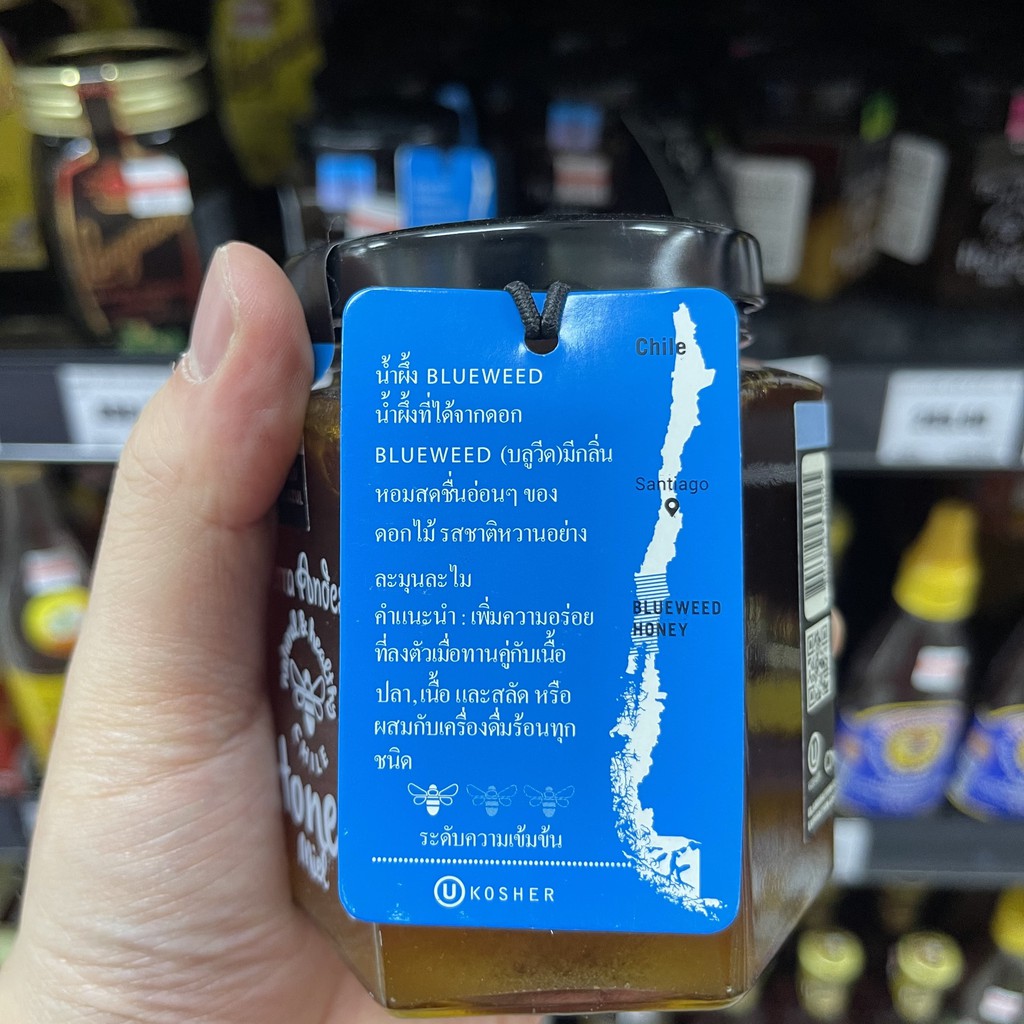 น้ำผึ้ง BLUEWEED
น้ำผึ้งที่ได้จากดอก
BLUEWEED (บลูวีด)มีกลิ่น
หอมสดชื่นอ่อนๆ ของ
ดอกไม้ รสชาติหวานอย่าง
ละมุนละไม
คำแนะนำ : เพิ่มความอร่อย
ที่ลงตัวเมื่อทานคู่กับเนื้อ
ปลา,เนื้อ และสลัด หรือ
ผสมกับเครื่องดื่มร้อนทุก
ชนิด
ระดับความเข้มข้น
U KOSHER
Chile
Santiago
BLUEWEED
HONEY
CHILE
Miel